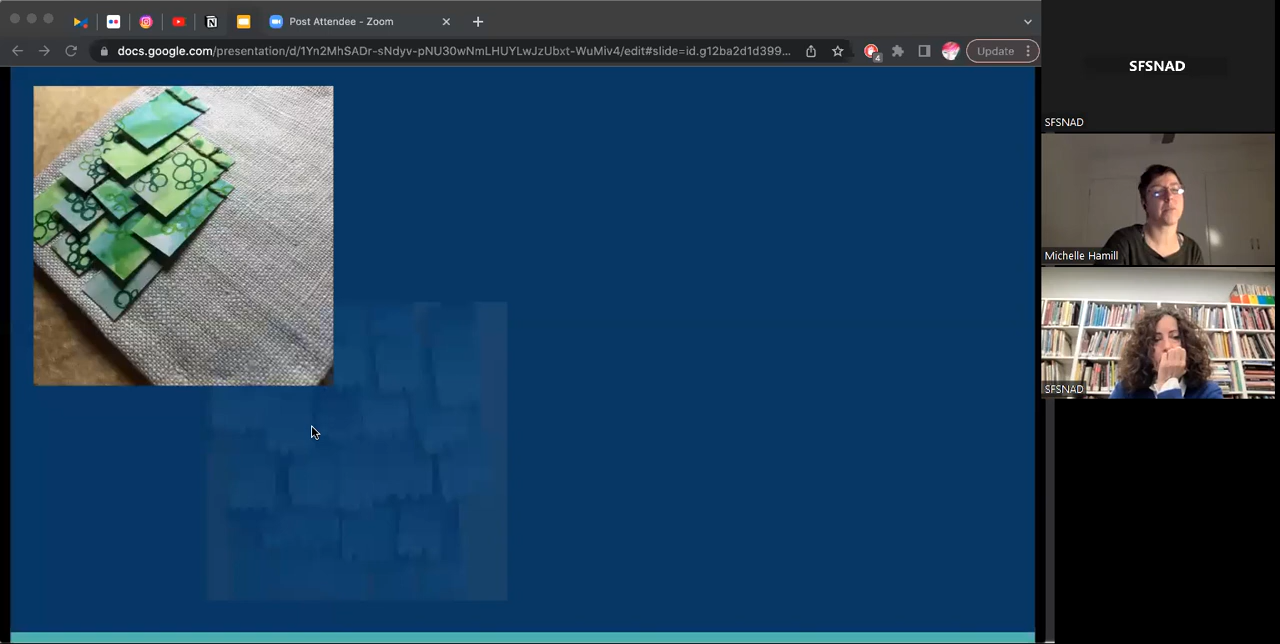 Post Attendee - Zoom
docs.google.com/presentation/d/1Yn2MhSADr-sNdyv-pNU30wNmLHUYLwJzUbxt-WuMiv4/edit#slide=id.g12ba2d1d399...
4
Update
SFSNAD
SFSNAD
Michelle Hamill
SFSNAD